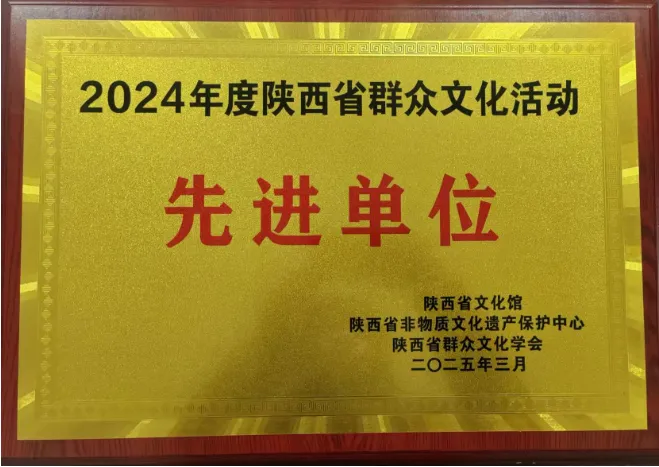 2024年度陕西省群众文化活动
先进单位
陕西省文化馆
陕西省非物质文化遗产保护中心
陕西省群众文化学会
二〇二五年三月